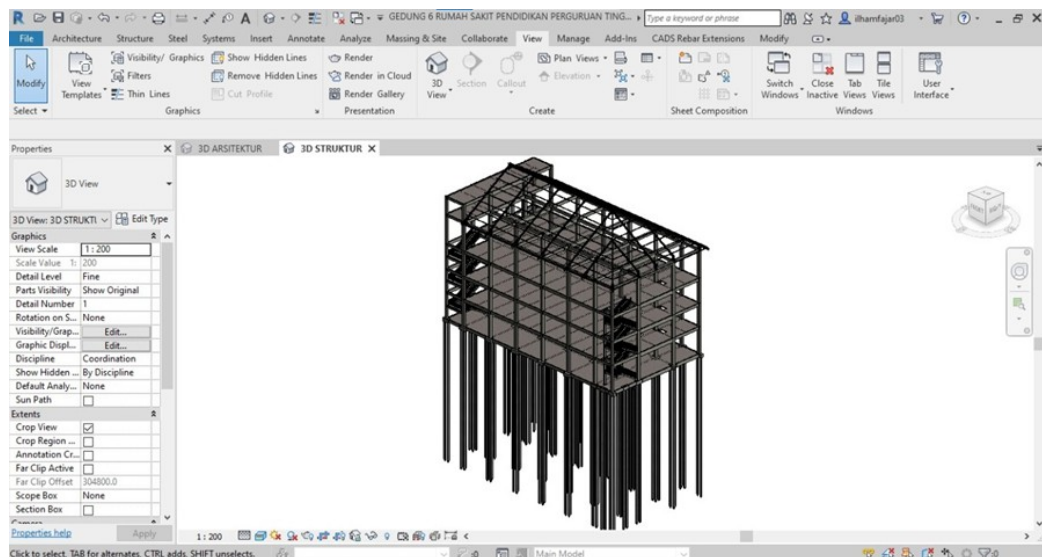 GEDUNG 6 RUMAH SAKIT PENDIDIKAN PERGURUAN TING...
Type a keyword or phrase
ilhamfajar03
File Architecture Structure Steel Systems Insert Annotate Analyze Massing & Site Collaborate View Manage Add-Ins CADS Rebar Extensions Modify
Modify
View Templates
Visibility/ Graphics
Filters
Thin Lines
Show Hidden Lines
Remove Hidden Lines
Cut Profile
Render
Render in Cloud
Render Gallery
3D View
Section
Callout
Plan Views
Elevation
Switch Windows
Close Inactive
Tab Views
Tile Views
User Interface
Select
Graphics
Presentation
Create
Sheet Composition
Windows
Properties
3D ARSITEKTUR
3D STRUKTUR
3D View
3D View: 3D STRUKTI
Edit Type
Graphics
View Scale 1 : 200
Scale Value 1: 200
Detail Level Fine
Parts Visibility Show Original
Detail Number 1
Rotation on S... None
Visibility/Grap... Edit...
Graphic Displ... Edit...
Discipline Coordination
Show Hidden ... By Discipline
Default Analy... None
Sun Path
Extents
Crop View
Crop Region ...
Annotation Cr...
Far Clip Active
Far Clip Offset 304800.0
Scope Box None
Section Box
Camera
Properties help
Apply
1 : 200
Click to select, TAB for alternates, CTRL adds, SHIFT unselects.
:0
Main Model
:0